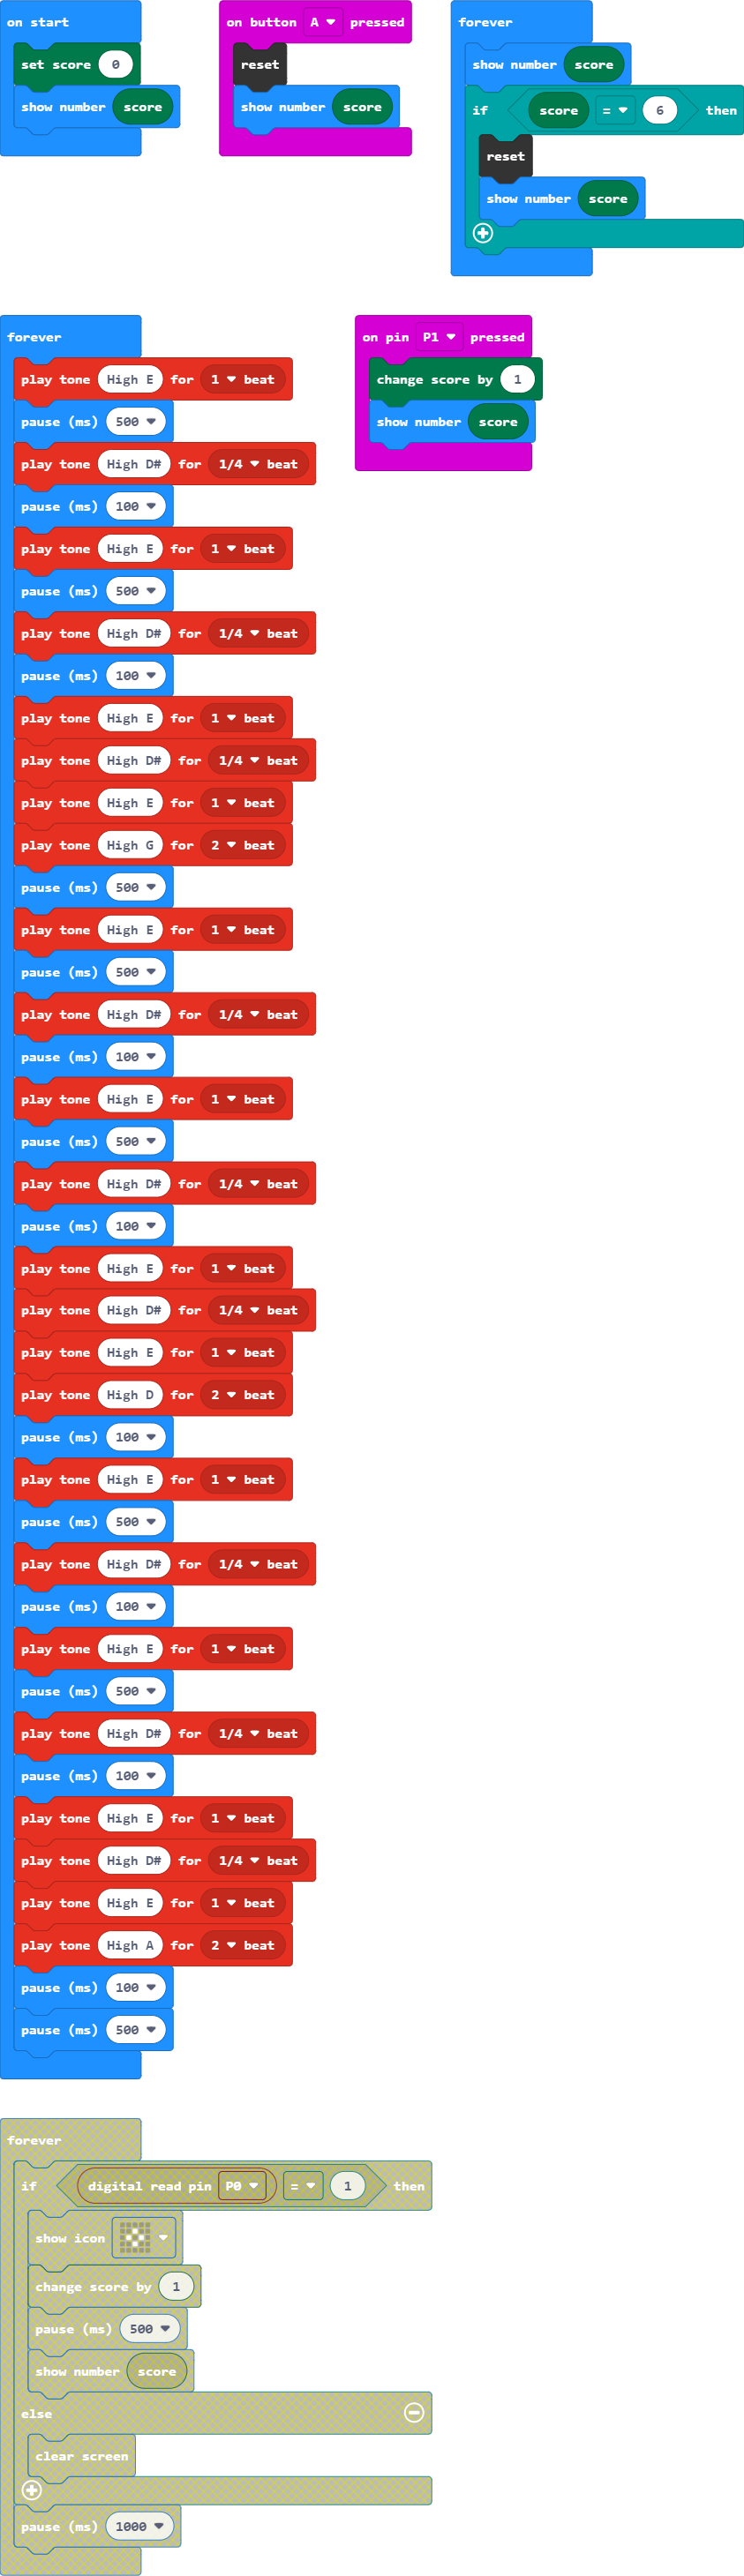 on start
set score 0
show number score
on button A pressed
reset
show number score
forever
show number score
if score = 6 then
reset
show number score
forever
play tone High E for 1 beat
pause (ms) 500
play tone High D# for 1/4 beat
pause (ms) 100
play tone High E for 1 beat
pause (ms) 500
play tone High D# for 1/4 beat
pause (ms) 100
play tone High E for 1 beat
play tone High D# for 1/4 beat
play tone High E for 1 beat
play tone High G for 2 beat
pause (ms) 500
play tone High E for 1 beat
pause (ms) 500
play tone High D# for 1/4 beat
pause (ms) 100
play tone High E for 1 beat
pause (ms) 500
play tone High D# for 1/4 beat
pause (ms) 100
play tone High E for 1 beat
play tone High D# for 1/4 beat
play tone High E for 1 beat
play tone High D for 2 beat
pause (ms) 100
play tone High E for 1 beat
pause (ms) 500
play tone High D# for 1/4 beat
pause (ms) 100
play tone High E for 1 beat
pause (ms) 500
play tone High D# for 1/4 beat
pause (ms) 100
play tone High E for 1 beat
play tone High D# for 1/4 beat
play tone High E for 1 beat
play tone High A for 2 beat
pause (ms) 100
pause (ms) 500
on pin P1 pressed
change score by 1
show number score
forever
if digital read pin P0 = 1 then
show icon
change score by 1
pause (ms) 500
show number score
else
clear screen
pause (ms) 1000